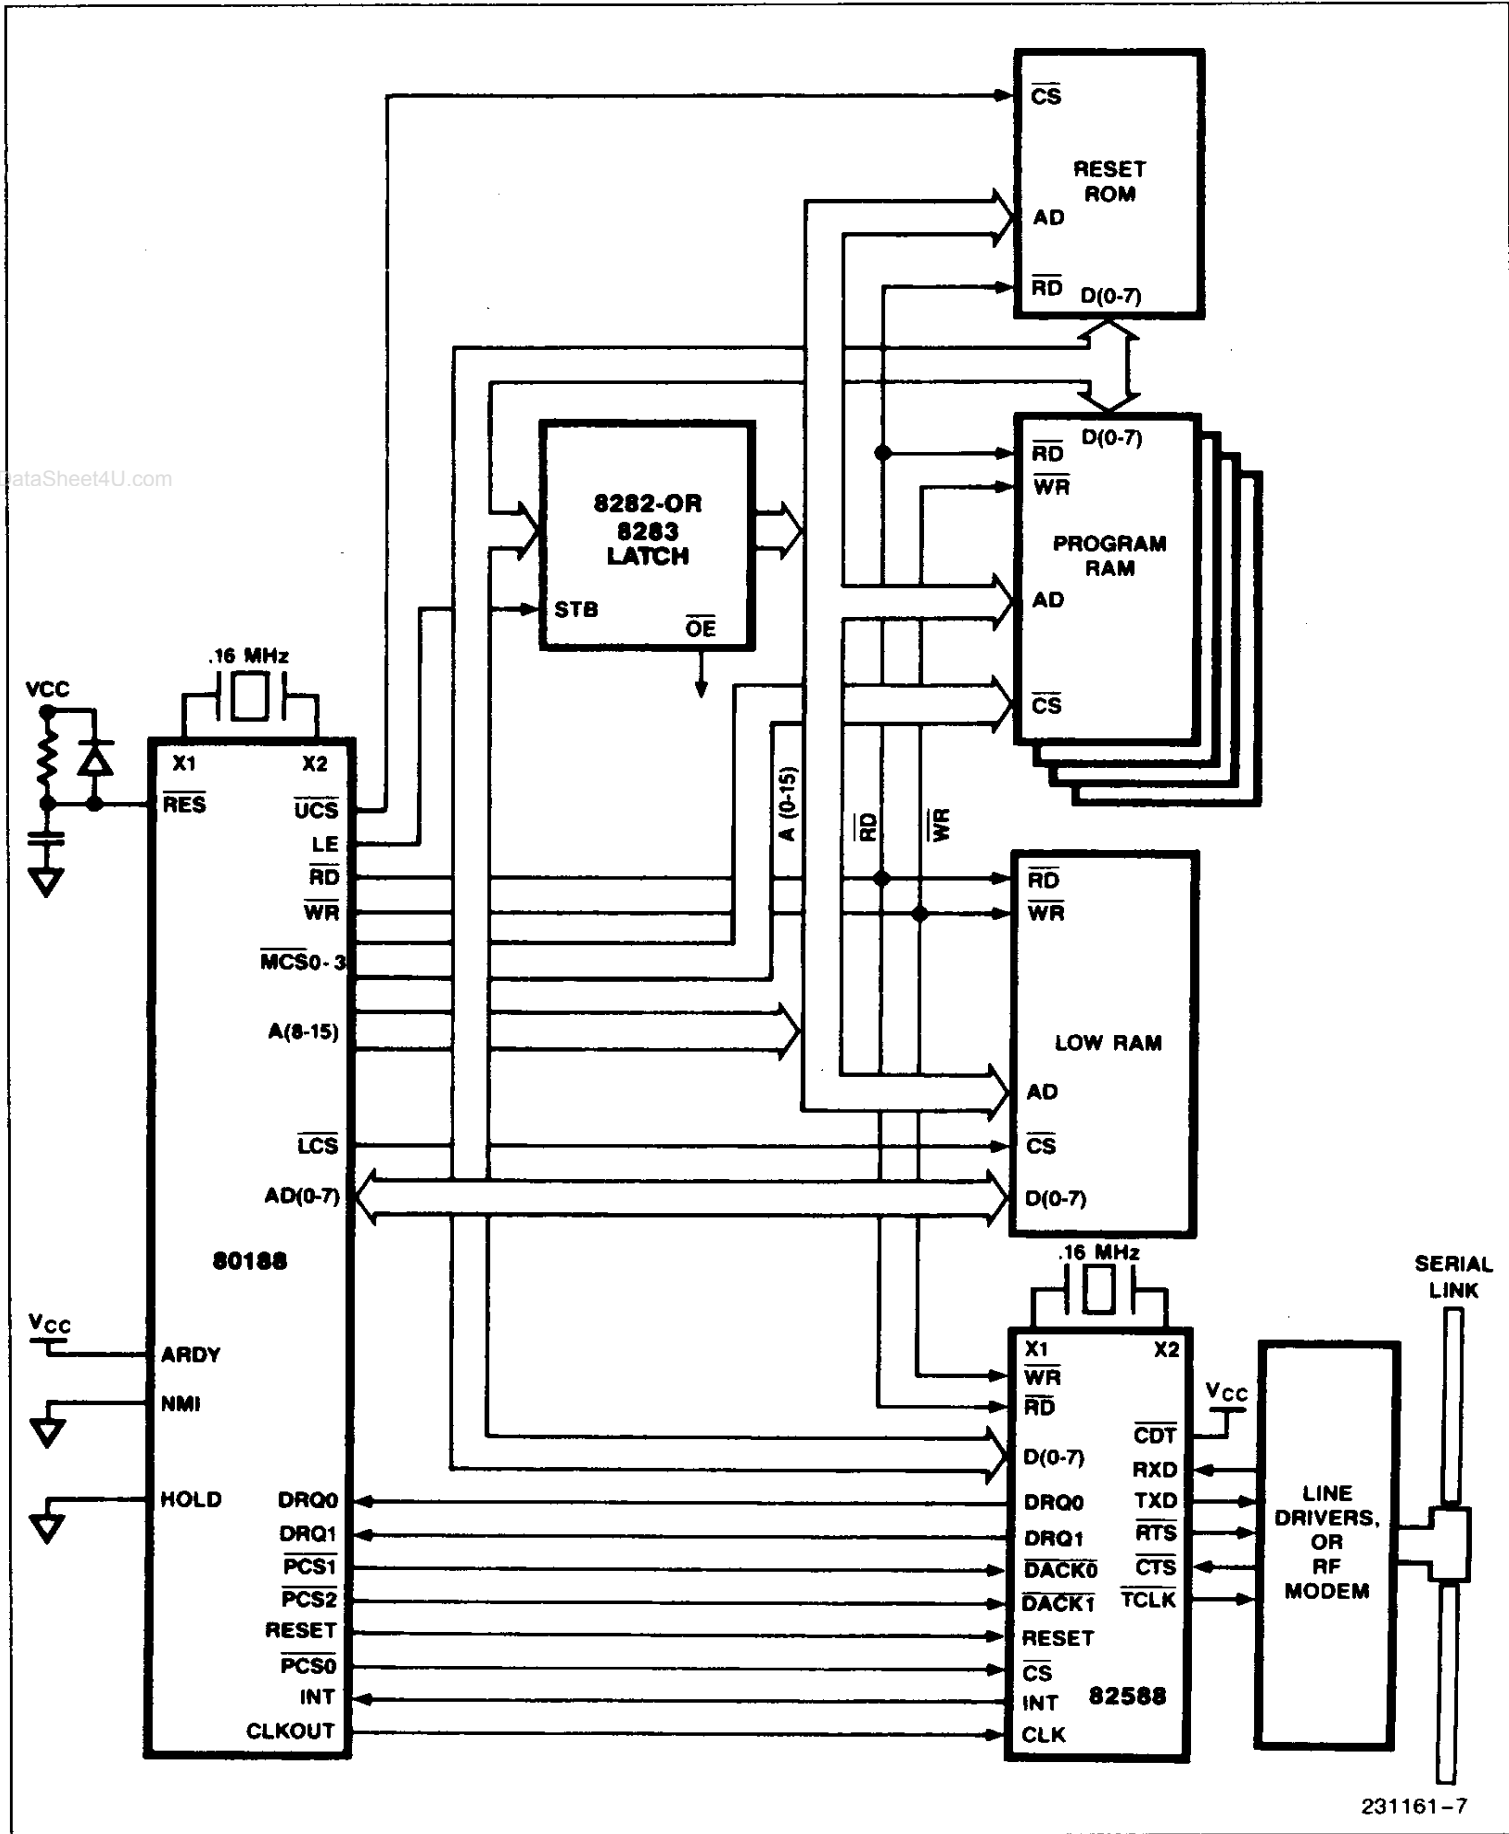 CS
RESET
ROM
AD
RD
D(0-7)
D(0-7)
RD
WR
PROGRAM
RAM
AD
CS
DataSheet4U.com
8282-OR
8283
LATCH
STB
OE
.16 MHz
VCC
X1
X2
RES
UCS
LE
RD
WR
MCS0-3
A(8-15)
LCS
AD(0-7)
80188
VCC
ARDY
NMI
HOLD
DRQ0
DRQ1
PCS1
PCS2
RESET
PCS0
INT
CLKOUT
A (0-15)
RD
WR
RD
WR
LOW RAM
AD
CS
D(0-7)
.16 MHz
X1
X2
WR
RD
D(0-7)
DRQ0
DRQ1
DACK0
DACK1
RESET
CS
INT
CLK
VCC
CDT
RXD
TXD
RTS
CTS
TCLK
82588
LINE
DRIVERS,
OR
RF
MODEM
SERIAL
LINK
231161-7